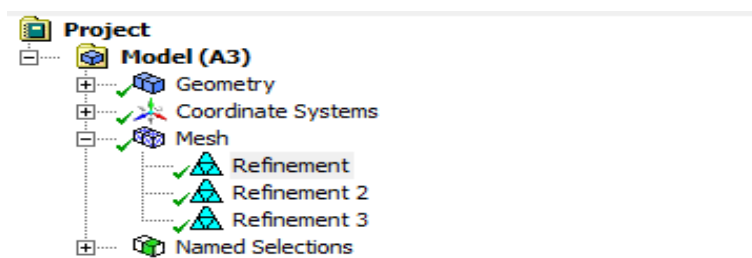 Project
Model (A3)
Geometry
Coordinate Systems
Mesh
Refinement
Refinement 2
Refinement 3
Named Selections